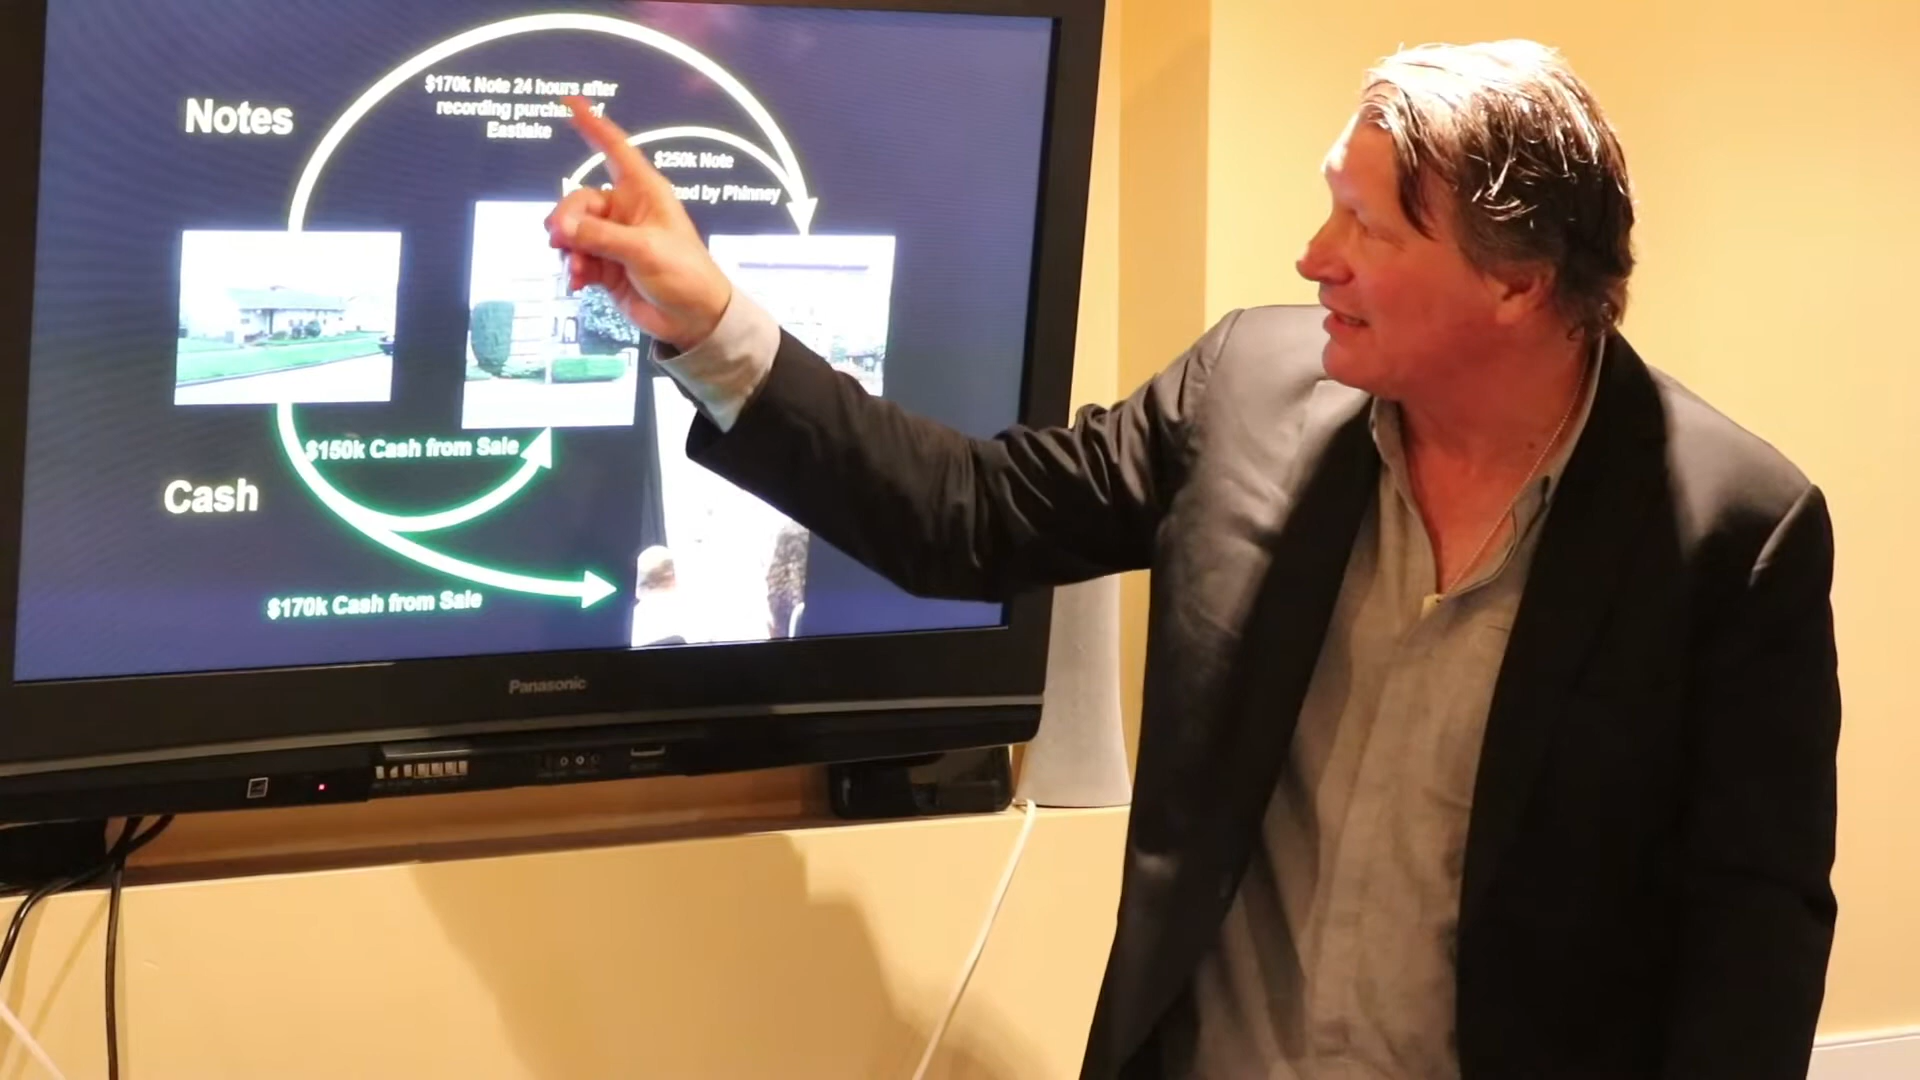 $170k Note 24 hours after
recording purchase of
Eastlake
Notes
$250k Note
by Phinney
$150k Cash from Sale
Cash
$170k Cash from Sale
Panasonic